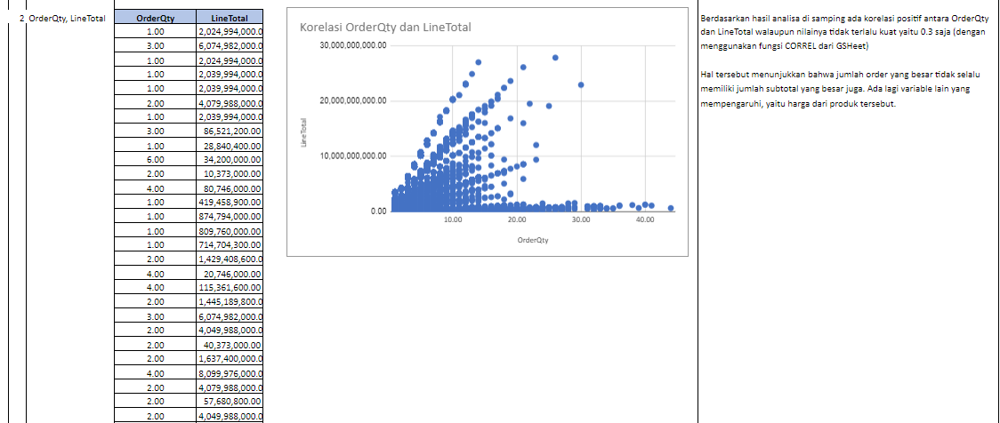 2 OrderQty, LineTotal
OrderQty LineTotal
1.00 2,024,994,000.0
3.00 6,074,982,000.0
1.00 2,024,994,000.0
1.00 2,039,994,000.0
1.00 2,039,994,000.0
2.00 4,079,988,000.0
1.00 2,039,994,000.0
3.00 86,521,200.00
1.00 28,840,400.00
6.00 34,200,000.00
2.00 10,373,000.00
4.00 80,746,000.00
1.00 419,458,900.00
1.00 874,794,000.00
1.00 809,760,000.00
1.00 714,704,300.00
2.00 1,429,408,600.0
4.00 20,746,000.00
4.00 115,361,600.00
2.00 1,445,189,800.0
3.00 6,074,982,000.0
2.00 4,049,988,000.0
2.00 40,373,000.00
2.00 1,637,400,000.0
4.00 8,099,976,000.0
2.00 4,079,988,000.0
2.00 57,680,800.00
2.00 4,049,988,000.0
Korelasi OrderQty dan LineTotal
30,000,000,000.00
20,000,000,000.00
10,000,000,000.00
0.00
LineTotal
10.00 20.00 30.00 40.00
OrderQty
Berdasarkan hasil analisa di samping ada korelasi positif antara OrderQty
dan LineTotal walaupun nilainya tidak terlalu kuat yaitu 0.3 saja (dengan
menggunakan fungsi CORREL dari GSHeet)
Hal tersebut menunjukkan bahwa jumlah order yang besar tidak selalu
memiliki jumlah subtotal yang besar juga. Ada lagi variable lain yang
mempengaruhi, yaitu harga dari produk tersebut.